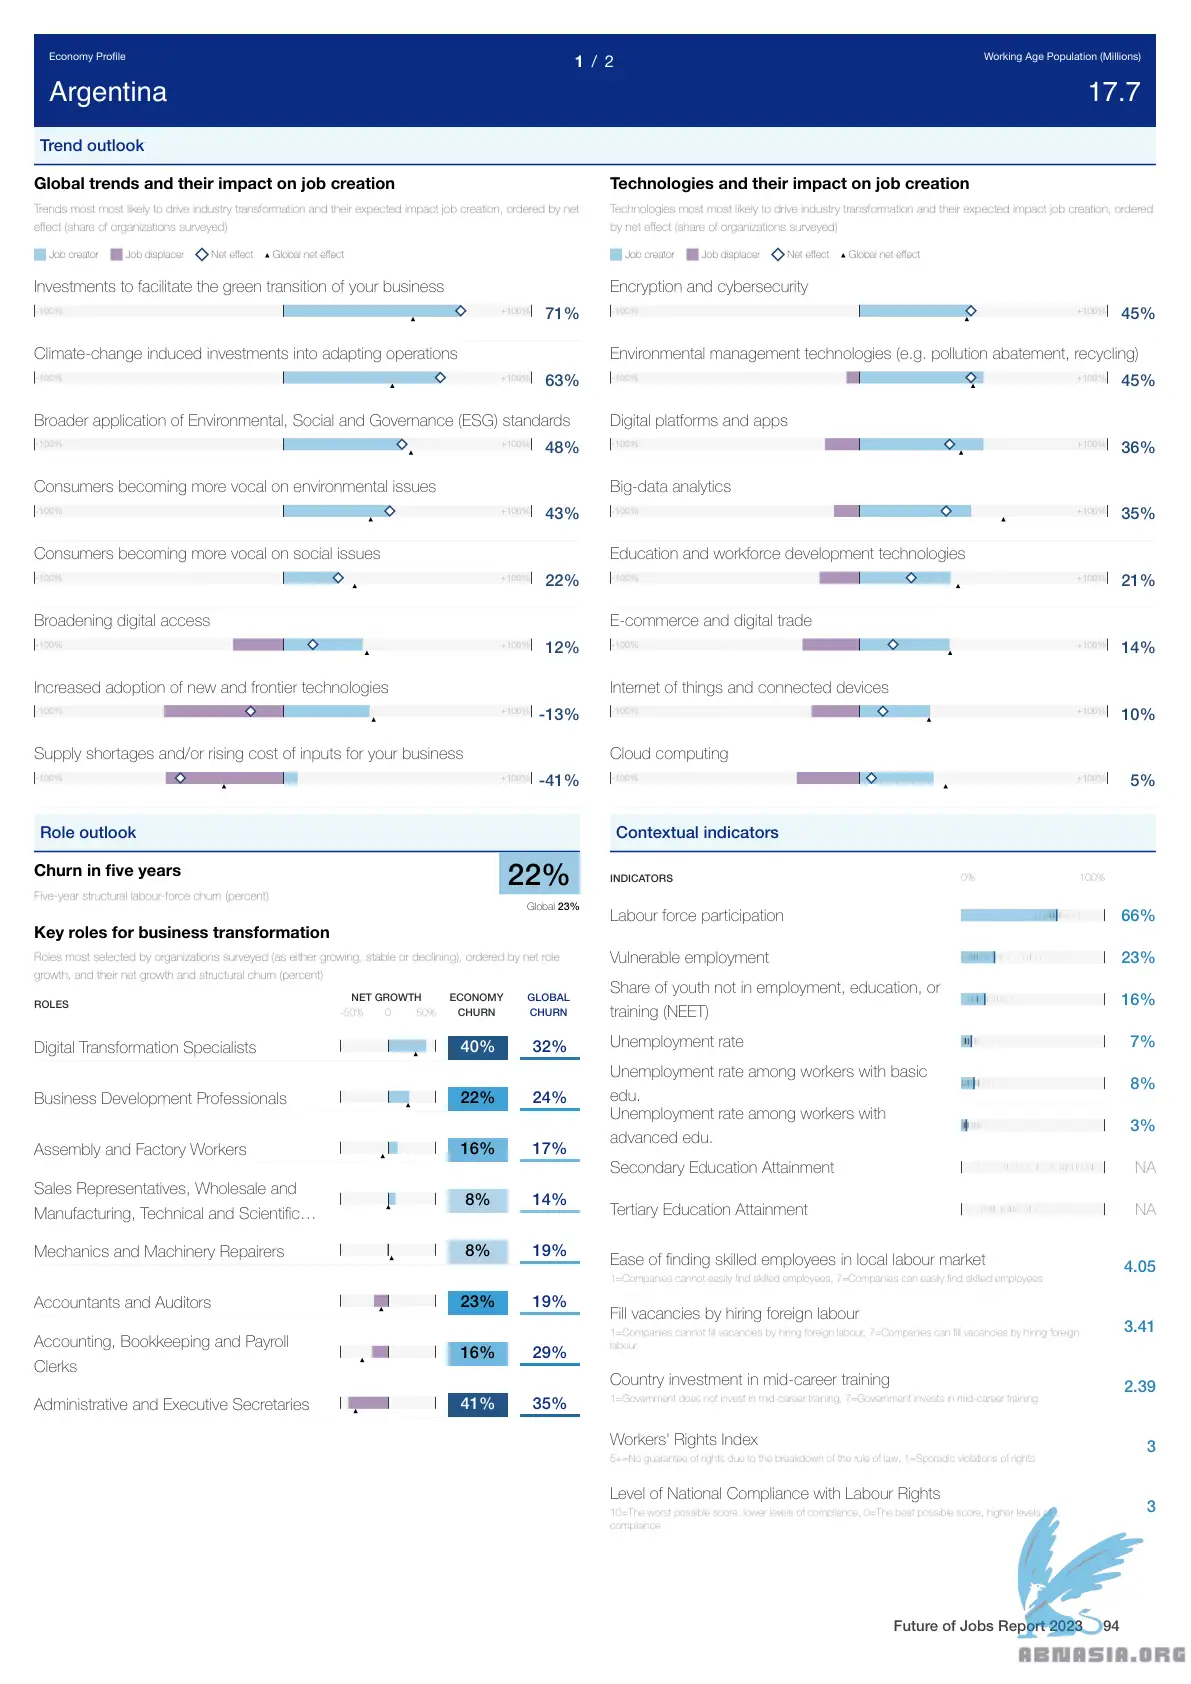 Economy Profile
1 / 2
Working Age Population (Millions)
Argentina
17.7
Trend outlook
Global trends and their impact on job creation
Trends most most likely to drive industry transformation and their expected impact job creation, ordered by net
effect (share of organizations surveyed)
Job creator Job displacer Net effect Global net effect
Investments to facilitate the green transition of your business
-100% +100% 71%
Climate-change induced investments into adapting operations
-100% +100% 63%
Broader application of Environmental, Social and Governance (ESG) standards
-100% +100% 48%
Consumers becoming more vocal on environmental issues
-100% +100% 43%
Consumers becoming more vocal on social issues
-100% +100% 22%
Broadening digital access
-100% +100% 12%
Increased adoption of new and frontier technologies
-100% +100% -13%
Supply shortages and/or rising cost of inputs for your business
-100% +100% -41%
Technologies and their impact on job creation
Technologies most most likely to drive industry transformation and their expected impact job creation, ordered
by net effect (share of organizations surveyed)
Job creator Job displacer Net effect Global net effect
Encryption and cybersecurity
-100% +100% 45%
Environmental management technologies (e.g. pollution abatement, recycling)
-100% +100% 45%
Digital platforms and apps
-100% +100% 36%
Big-data analytics
-100% +100% 35%
Education and workforce development technologies
-100% +100% 21%
E-commerce and digital trade
-100% +100% 14%
Internet of things and connected devices
-100% +100% 10%
Cloud computing
-100% +100% 5%
Role outlook
Churn in five years
22%
Five-year structural labour-force churn (percent)
Global 23%
Key roles for business transformation
Roles most selected by organizations surveyed (as either growing, stable or declining), ordered by net role
growth, and their net growth and structural churn (percent)
ROLES NET GROWTH ECONOMY CHURN GLOBAL CHURN
-50% 0 50%
Digital Transformation Specialists 40% 32%
Business Development Professionals 22% 24%
Assembly and Factory Workers 16% 17%
Sales Representatives, Wholesale and
Manufacturing, Technical and Scientific… 8% 14%
Mechanics and Machinery Repairers 8% 19%
Accountants and Auditors 23% 19%
Accounting, Bookkeeping and Payroll
Clerks 16% 29%
Administrative and Executive Secretaries 41% 35%
Contextual indicators
INDICATORS 0% 100%
Labour force participation 66%
Vulnerable employment 23%
Share of youth not in employment, education, or
training (NEET) 16%
Unemployment rate 7%
Unemployment rate among workers with basic
edu. 8%
Unemployment rate among workers with
advanced edu. 3%
Secondary Education Attainment NA
Tertiary Education Attainment NA
Ease of finding skilled employees in local labour market 4.05
1=Companies cannot easily find skilled employees, 7=Companies can easily find skilled employees
Fill vacancies by hiring foreign labour 3.41
1=Companies cannot fill vacancies by hiring foreign labour, 7=Companies can fill vacancies by hiring foreign
labour
Country investment in mid-career training 2.39
1=Government does not invest in mid-career training, 7=Government invests in mid-career training
Workers' Rights Index 3
5+=No guarantee of rights due to the breakdown of the rule of law, 1=Sporadic violations of rights
Level of National Compliance with Labour Rights 3
10=The worst possible score, lower levels of compliance, 0=The best possible score, higher levels of
compliance
Future of Jobs Report 2023 94
ABNASIA.ORG